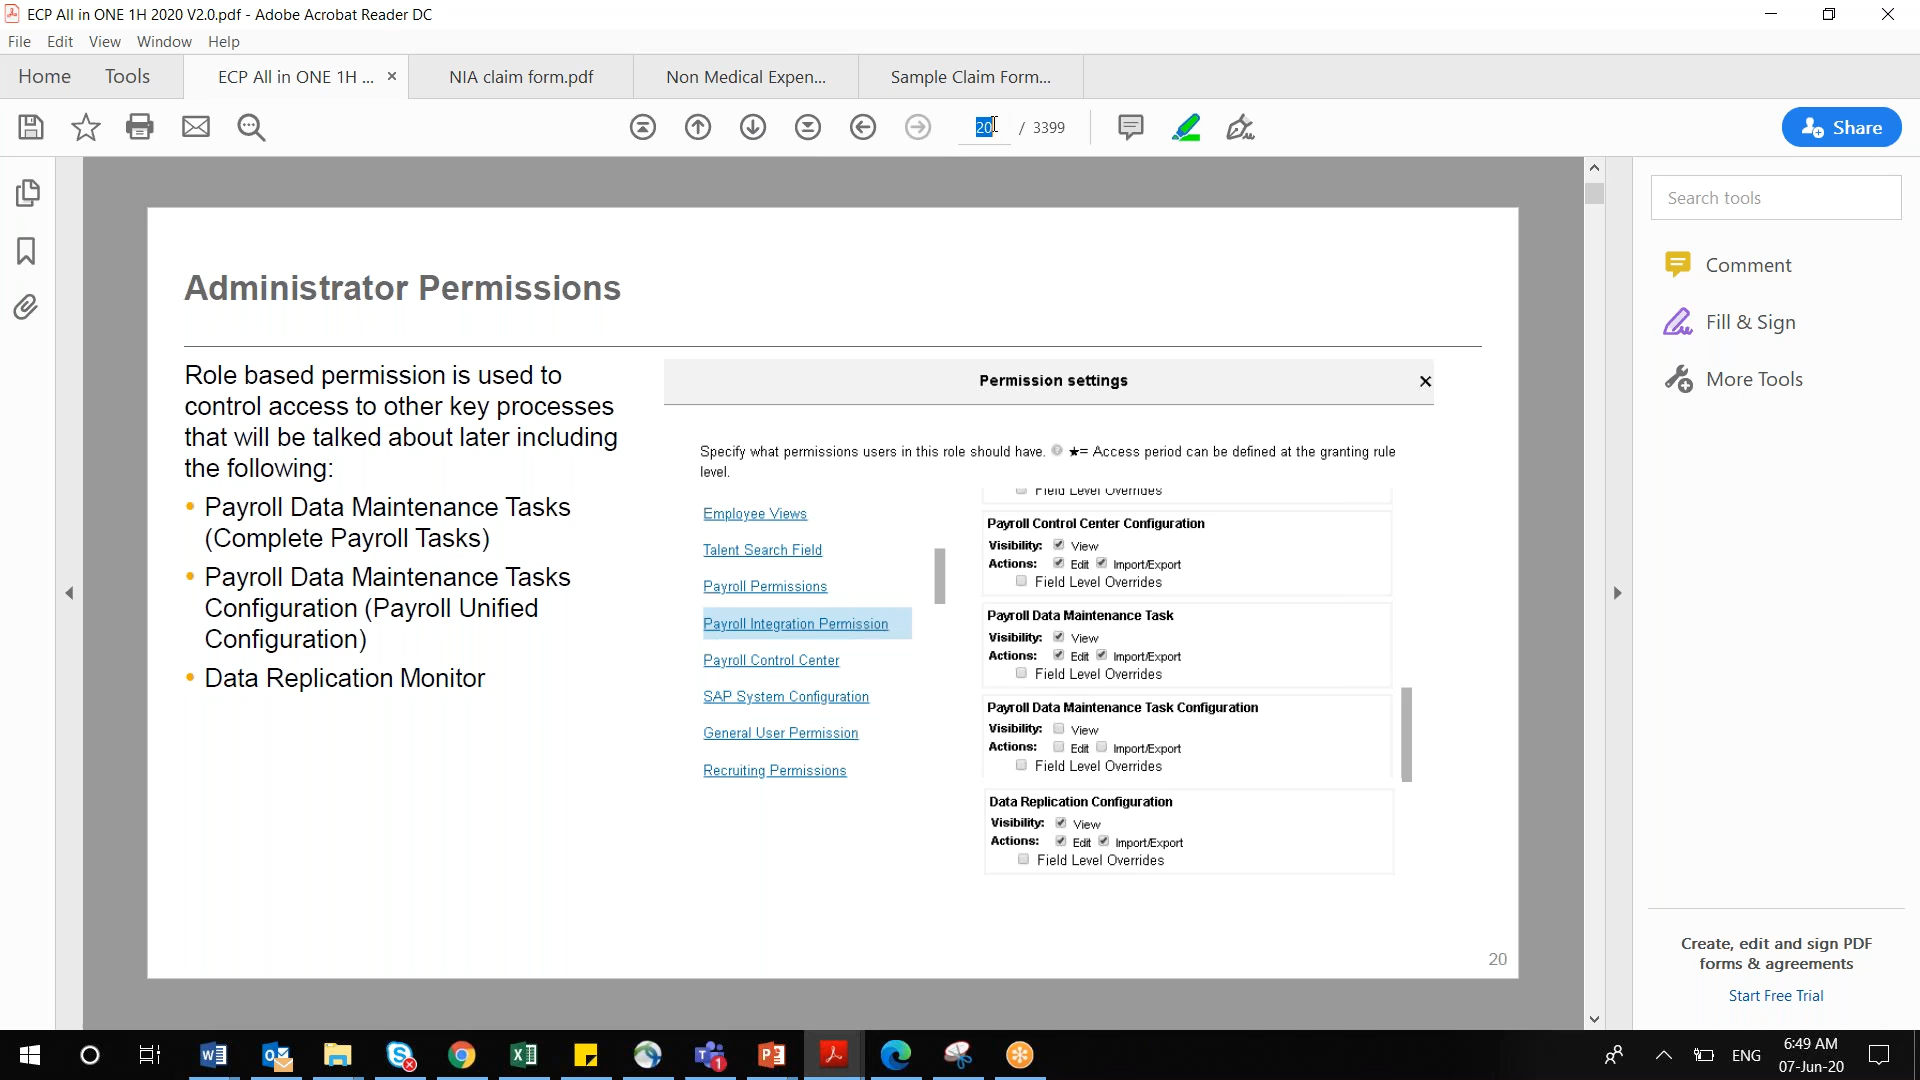 ECP All in ONE 1H 2020 V2.0.pdf - Adobe Acrobat Reader DC
File Edit View Window Help
Home Tools ECP All in ONE 1H ... NIA claim form.pdf Non Medical Expen... Sample Claim Form...
20 / 3399
Share
Search tools
Comment
Fill & Sign
More Tools
Create, edit and sign PDF
forms & agreements
Start Free Trial
Administrator Permissions
Role based permission is used to
control access to other key processes
that will be talked about later including
the following:
• Payroll Data Maintenance Tasks
(Complete Payroll Tasks)
• Payroll Data Maintenance Tasks
Configuration (Payroll Unified
Configuration)
• Data Replication Monitor
Permission settings
Specify what permissions users in this role should have. ★= Access period can be defined at the granting rule
level.
Employee Views
Talent Search Field
Payroll Permissions
Payroll Integration Permission
Payroll Control Center
SAP System Configuration
General User Permission
Recruiting Permissions
Field Level Overrides
Payroll Control Center Configuration
Visibility: View
Actions: Edit Import/Export
Field Level Overrides
Payroll Data Maintenance Task
Visibility: View
Actions: Edit Import/Export
Field Level Overrides
Payroll Data Maintenance Task Configuration
Visibility: View
Actions: Edit Import/Export
Field Level Overrides
Data Replication Configuration
Visibility: View
Actions: Edit Import/Export
Field Level Overrides
20
ENG
6:49 AM
07-Jun-20